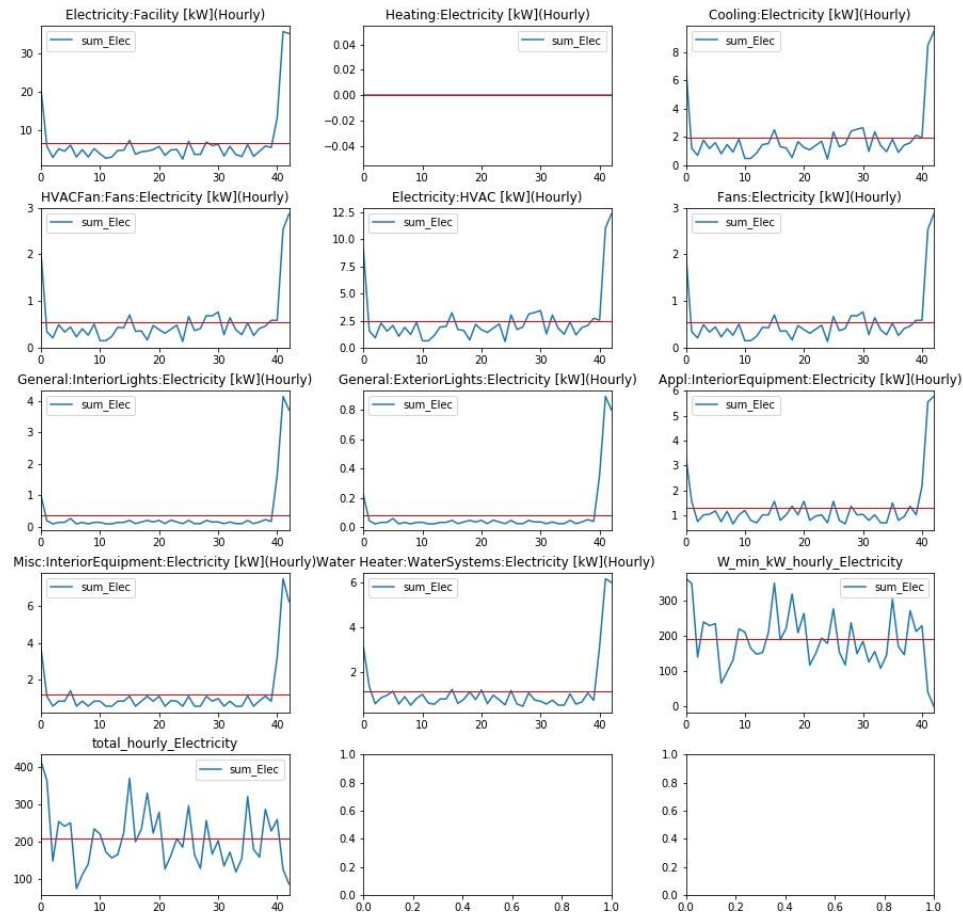 Electricity:Facility [kW](Hourly) Heating:Electricity [kW](Hourly) Cooling:Electricity [kW](Hourly)
sum_Elec sum_Elec sum_Elec
30
20
10
0 10 20 30 40
0.04
0.02
0.00
−0.02
−0.04
0 10 20 30 40
8
6
4
2
0
0 10 20 30 40
HVACFan:Fans:Electricity [kW](Hourly) Electricity:HVAC [kW](Hourly) Fans:Electricity [kW](Hourly)
sum_Elec sum_Elec sum_Elec
3
2
1
0
0 10 20 30 40
12.5
10.0
7.5
5.0
2.5
0.0
0 10 20 30 40
3
2
1
0
0 10 20 30 40
General:InteriorLights:Electricity [kW](Hourly) General:ExteriorLights:Electricity [kW](Hourly) Appl:InteriorEquipment:Electricity [kW](Hourly)
sum_Elec sum_Elec sum_Elec
4
3
2
1
0
0 10 20 30 40
0.8
0.6
0.4
0.2
0.0
0 10 20 30 40
6
5
4
3
2
1
0 10 20 30 40
Misc:InteriorEquipment:Electricity [kW](Hourly) Water Heater:WaterSystems:Electricity [kW](Hourly) W_min_kW_hourly_Electricity
sum_Elec sum_Elec sum_Elec
6
4
2
0 10 20 30 40
6
4
2
0 10 20 30 40
300
200
100
0
0 10 20 30 40
total_hourly_Electricity
sum_Elec
400
300
200
100
0 10 20 30 40
1.0
0.8
0.6
0.4
0.2
0.0
0.0 0.2 0.4 0.6 0.8 1.0
1.0
0.8
0.6
0.4
0.2
0.0
0.0 0.2 0.4 0.6 0.8 1.0